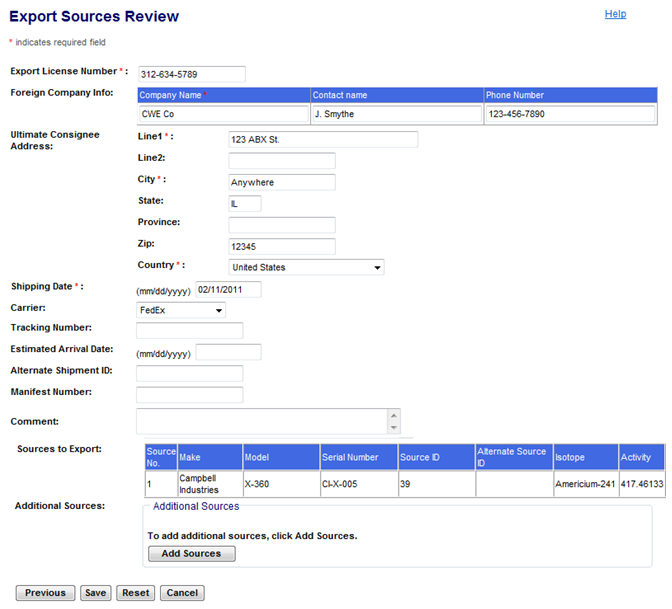 Export Sources Review
Help
* indicates required field
Export License Number * : 312-634-5789
Foreign Company Info: Company Name * Contact name Phone Number
CWE Co J. Smythe 123-456-7890
Ultimate Consignee Address: Line1 * : 123 ABX St.
Line2:
City * : Anywhere
State: IL
Province:
Zip: 12345
Country * : United States
Shipping Date * : (mm/dd/yyyy) 02/11/2011
Carrier: FedEx
Tracking Number:
Estimated Arrival Date: (mm/dd/yyyy)
Alternate Shipment ID:
Manifest Number:
Comment:
Sources to Export: Source No. Make Model Serial Number Source ID Alternate Source ID Isotope Activity
1 Campbell Industries X-360 CI-X-005 39 Americium-241 417.46133
Additional Sources: Additional Sources
To add additional sources, click Add Sources.
Add Sources
Previous Save Reset Cancel